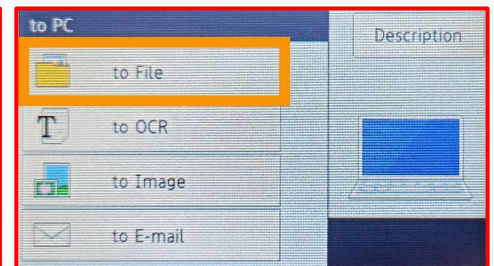 to PC
Description
to File
to OCR
T
to Image
to E-mail